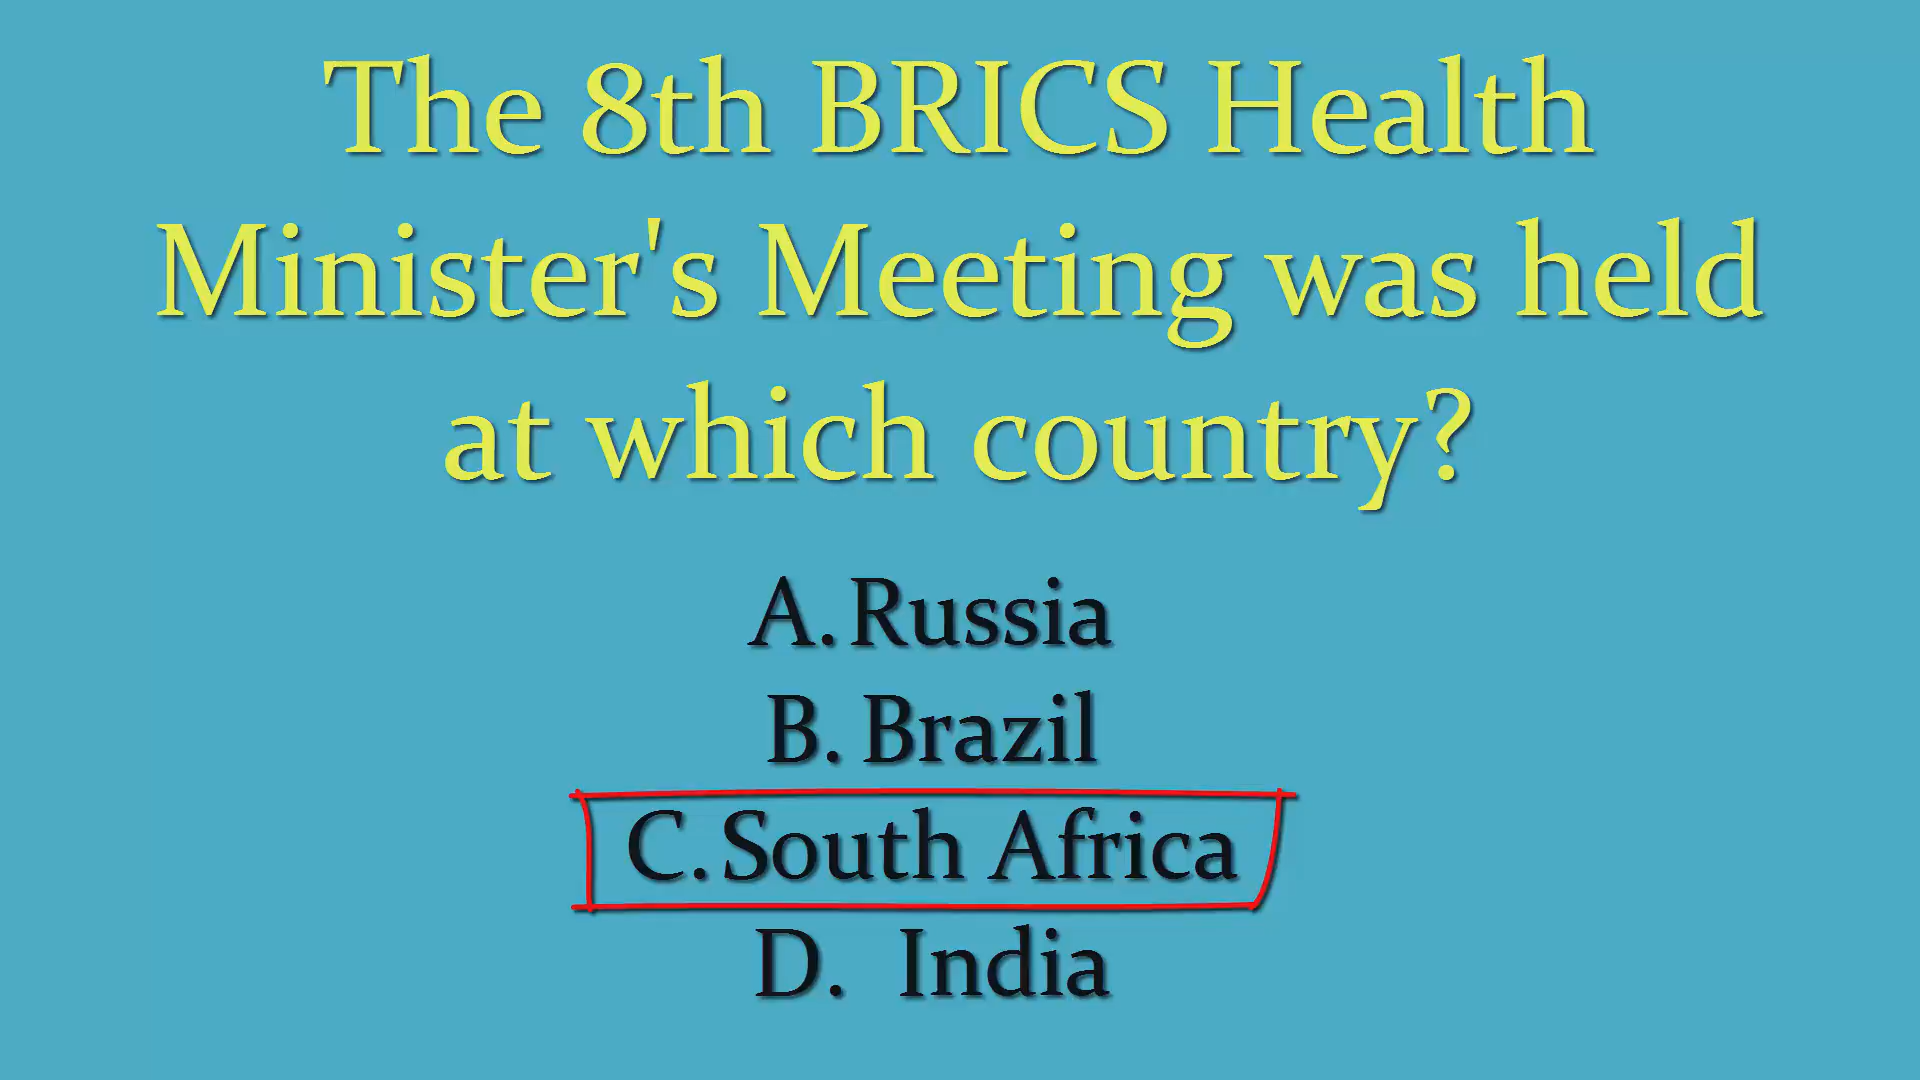 The 8th BRICS Health
Minister's Meeting was held
at which country?
A. Russia
B. Brazil
C. South Africa
D. India